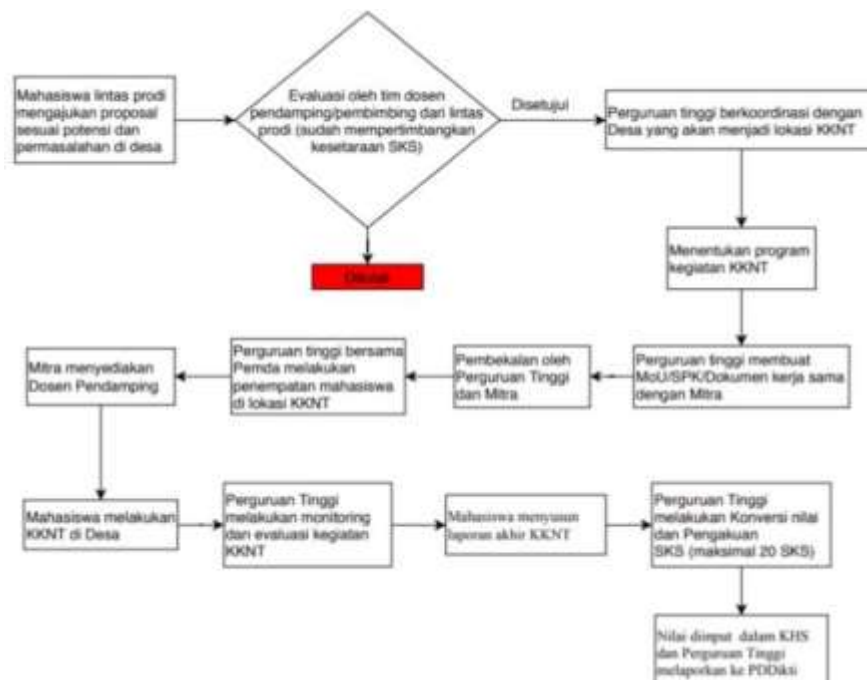 Mahasiswa lintas prodi
mengajukan proposal
sesuai potensi dan
permasalahan di desa
Evaluasi oleh tim dosen
pendamping/pembimbing dari lintas
prodi (sudah mempertimbangkan
kesetaraan SKS)
Disetujui
Perguruan tinggi berkoordinasi dengan
Desa yang akan menjadi lokasi KKNT
Menentukan program
kegiatan KKNT
Mitra menyediakan
Dosen Pendamping
Perguruan tinggi bersama
Pemda melakukan
penempatan mahasiswa
di lokasi KKNT
Pembekalan oleh
Perguruan Tinggi
dan Mitra
Perguruan tinggi membuat
MoU/SPK/Dokumen kerja sama
dengan Mitra
Mahasiswa melakukan
KKNT di Desa
Perguruan Tinggi
melakukan monitoring
dan evaluasi kegiatan
KKNT
Mahasiswa menyusun
laporan akhir KKNT
Perguruan Tinggi
melakukan Konversi nilai
dan Pengakuan
SKS (maksimal 20 SKS)
Nilai diinput dalam KHS
dan Perguruan Tinggi
melaporkan ke PDDikti